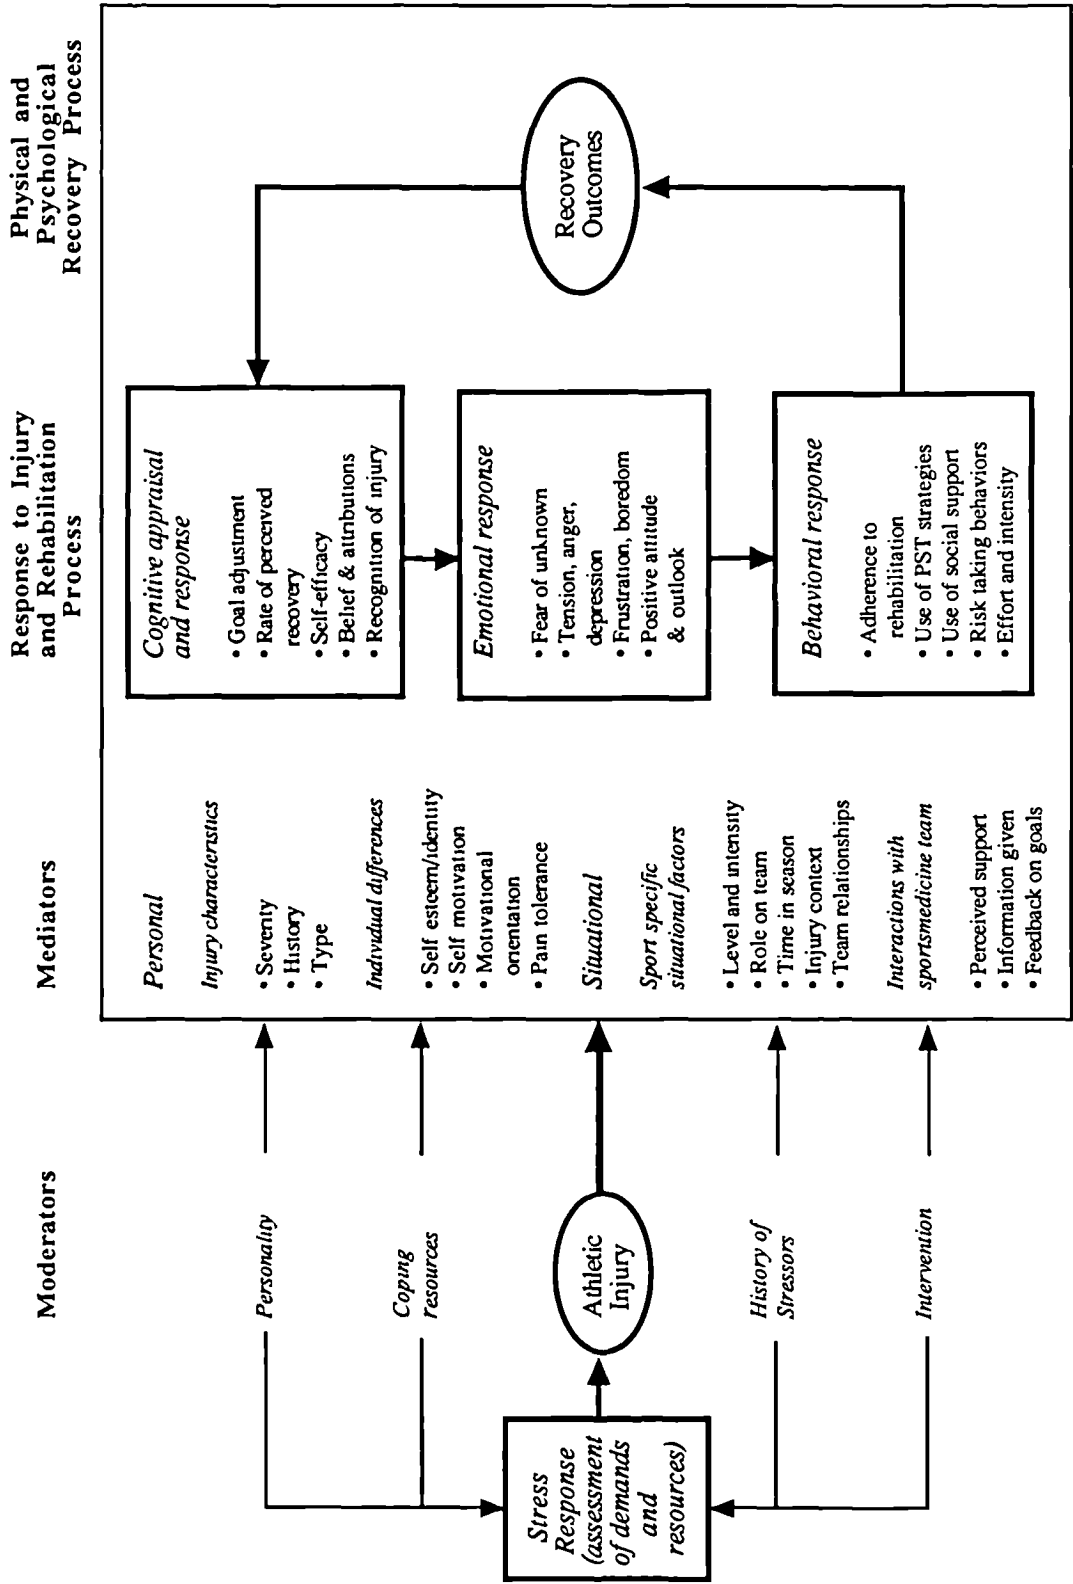 Moderators
Mediators
Response to Injury
and Rehabilitation
Process
Physical and
Psychological
Recovery Process
Personality
Coping
resources
Stress
Response
(assessment
of demands
and
resources)
Athletic
Injury
History of
Stressors
Intervention
Personal
Injury characteristics
• Severity
• History
• Type
Individual differences
• Self esteem/identity
• Self motivation
• Motivational
orientation
• Pain tolerance
Situational
Sport specific
situational factors
• Level and intensity
• Role on team
• Time in season
• Injury context
• Team relationships
Interactions with
sportsmedicine team
• Perceived support
• Information given
• Feedback on goals
Cognitive appraisal
and response
• Goal adjustment
• Rate of perceived
recovery
• Self-efficacy
• Belief & attributions
• Recognition of injury
Emotional response
• Fear of unknown
• Tension, anger,
depression
• Frustration, boredom
• Positive attitude
& outlook
Behavioral response
• Adherence to
rehabilitation
• Use of PST strategies
• Use of social support
• Risk taking behaviors
• Effort and intensity
Recovery
Outcomes